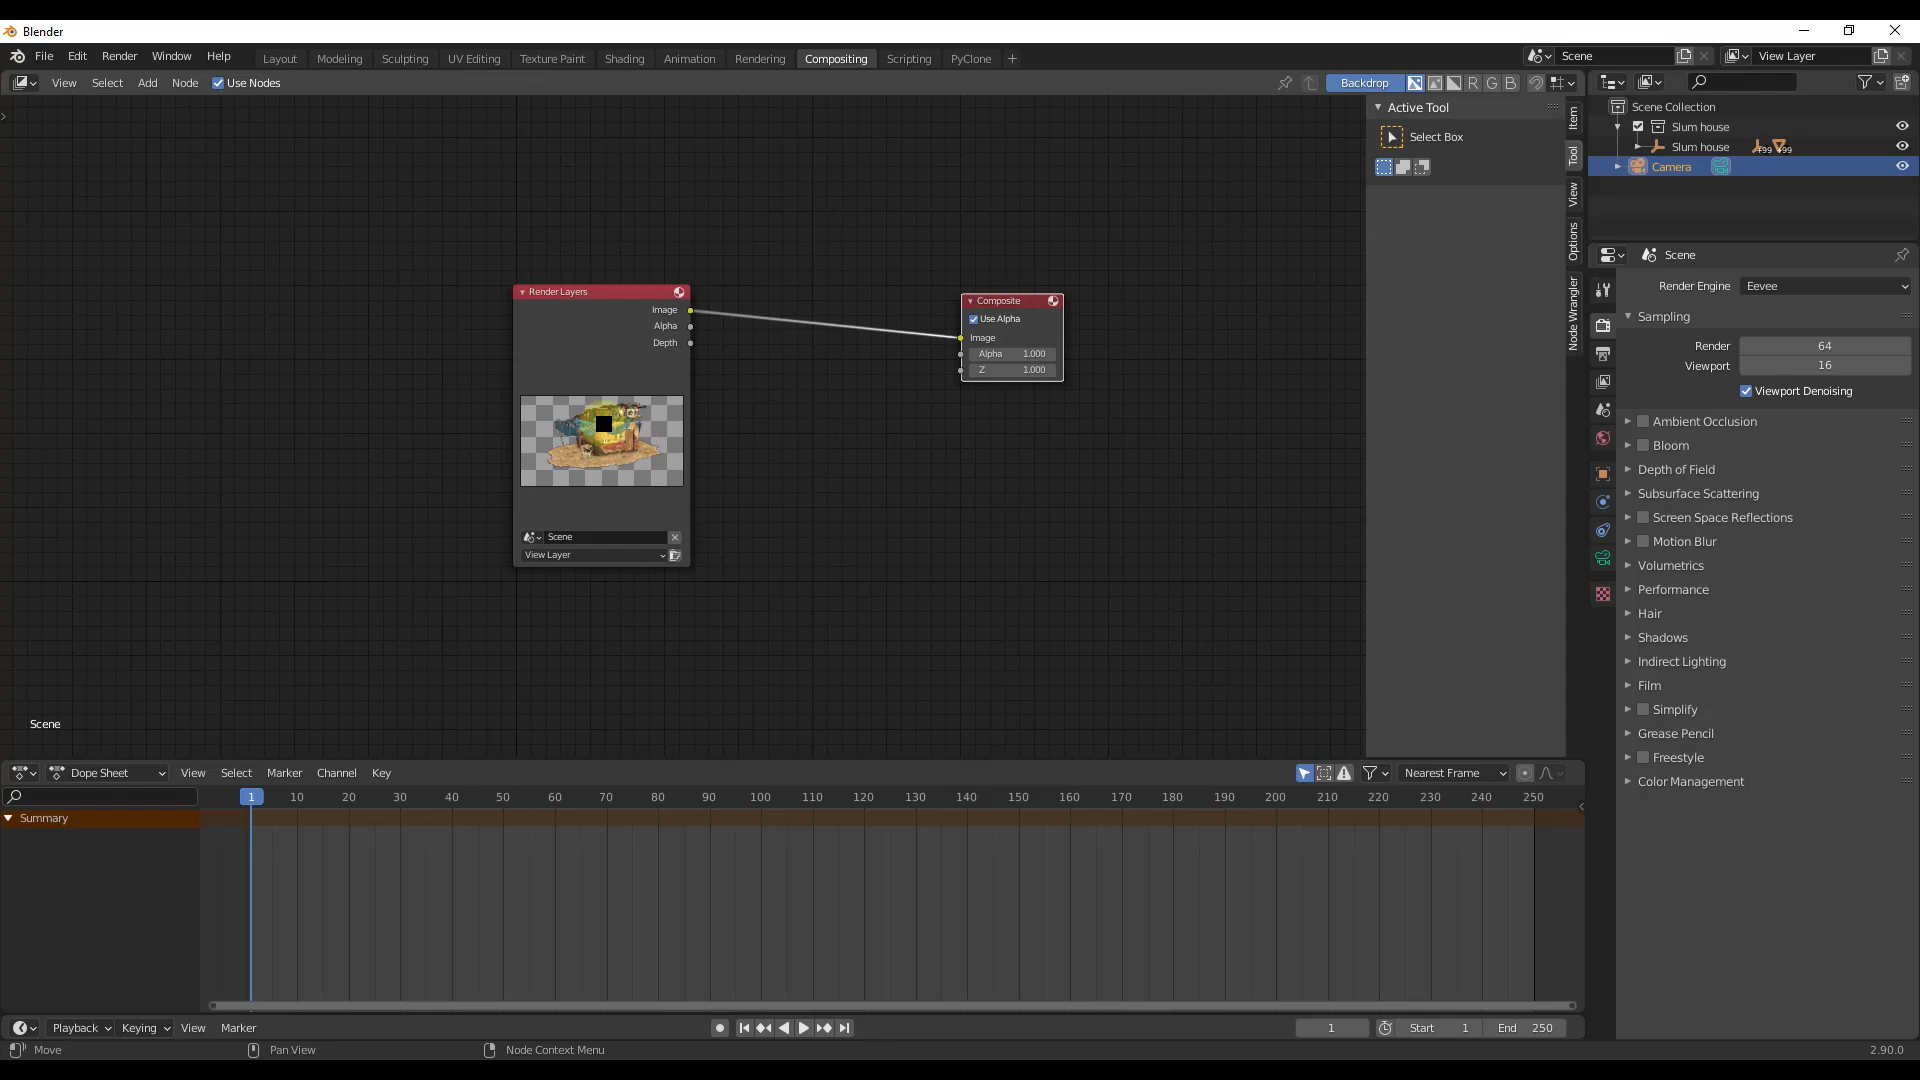 Blender
File Edit Render Window Help Layout Modeling Sculpting UV Editing Texture Paint Shading Animation Rendering Compositing Scripting PyClone + Scene View Layer
View Select Add Node Use Nodes Backdrop R G B
Active Tool
Select Box
Item
Tool
View
Options
Node Wrangler
Scene Collection
Slum house
Slum house
Camera
Render Layers
Image
Alpha
Depth
Scene
View Layer
Composite
Use Alpha
Image
Alpha 1.000
Z 1.000
Scene
Scene
Render Engine Eevee
Sampling
Render 64
Viewport 16
Viewport Denoising
Ambient Occlusion
Bloom
Depth of Field
Subsurface Scattering
Screen Space Reflections
Motion Blur
Volumetrics
Performance
Hair
Shadows
Indirect Lighting
Film
Simplify
Grease Pencil
Freestyle
Color Management
Dope Sheet View Select Marker Channel Key Nearest Frame
1 10 20 30 40 50 60 70 80 90 100 110 120 130 140 150 160 170 180 190 200 210 220 230 240 250
Summary
Playback Keying View Marker 1 Start 1 End 250
Move Pan View Node Context Menu 2.90.0